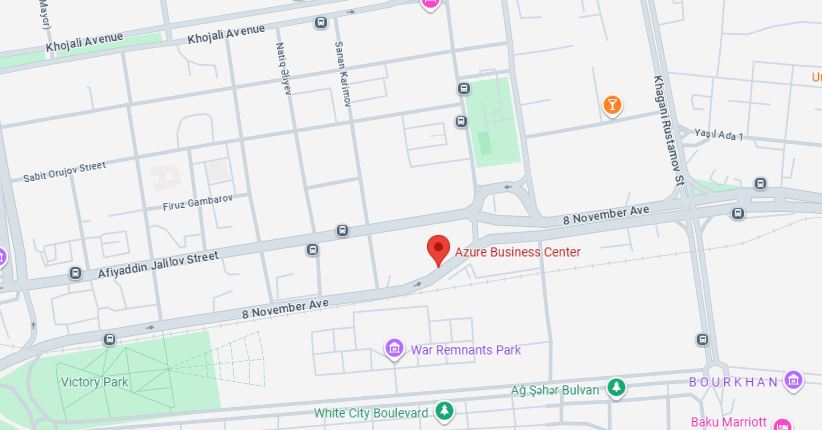 Mayor)
Khojali Avenue
Khojali Avenue
Natiq Əliyev
Sanan Karimov
Khagani Rustamov St
Yaşıl Ada 1
Sabit Orujov Street
Firuz Gambarov
8 November Ave
Azure Business Center
Afiyaddin Jalilov Street
8 November Ave
War Remnants Park
Victory Park
Ağ Şəhər Bulvarı
BOURKHAN
White City Boulevard
Baku Marriott